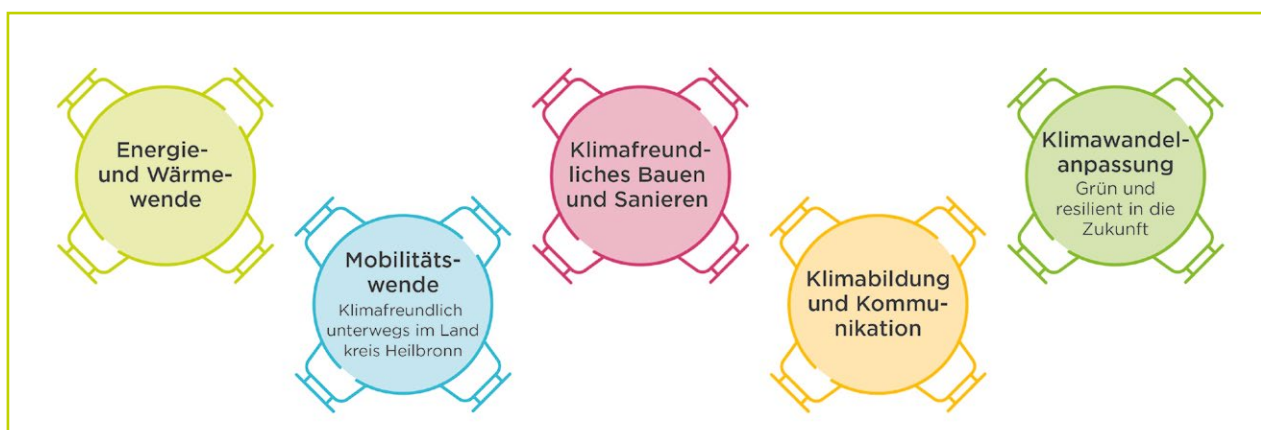 Energie-
und Wärme-
wende
Mobilitäts-
wende
Klimafreundlich
unterwegs im Land
kreis Heilbronn
Klimafreund-
liches Bauen
und Sanieren
Klimabildung
und Kommu-
nikation
Klimawandel-
anpassung
Grün und
resilient in die
Zukunft